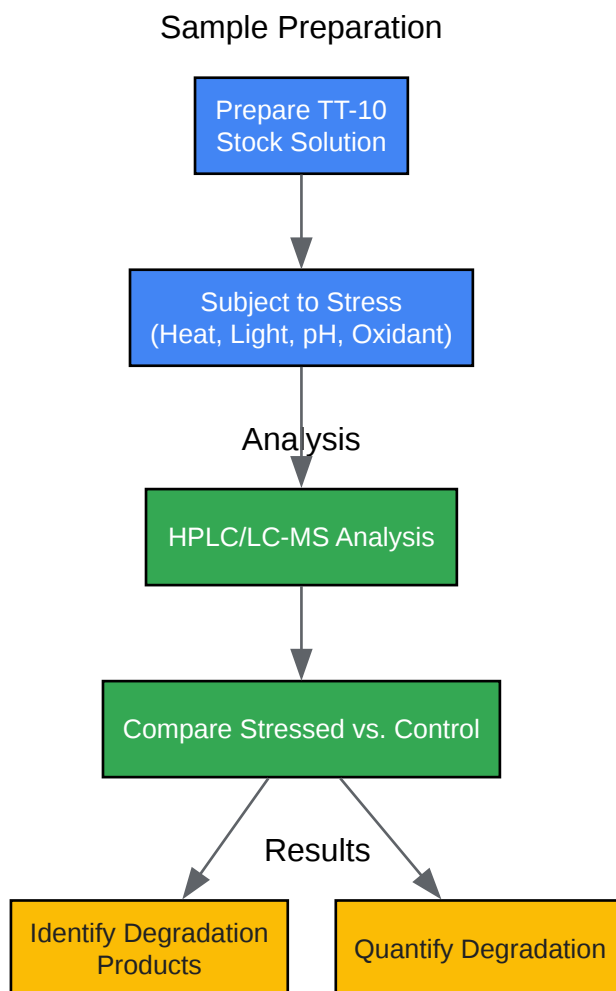 Sample Preparation
Prepare TT-10
Stock Solution
Subject to Stress
(Heat, Light, pH, Oxidant)
Analysis
HPLC/LC-MS Analysis
Compare Stressed vs. Control
Results
Identify Degradation
Products
Quantify Degradation